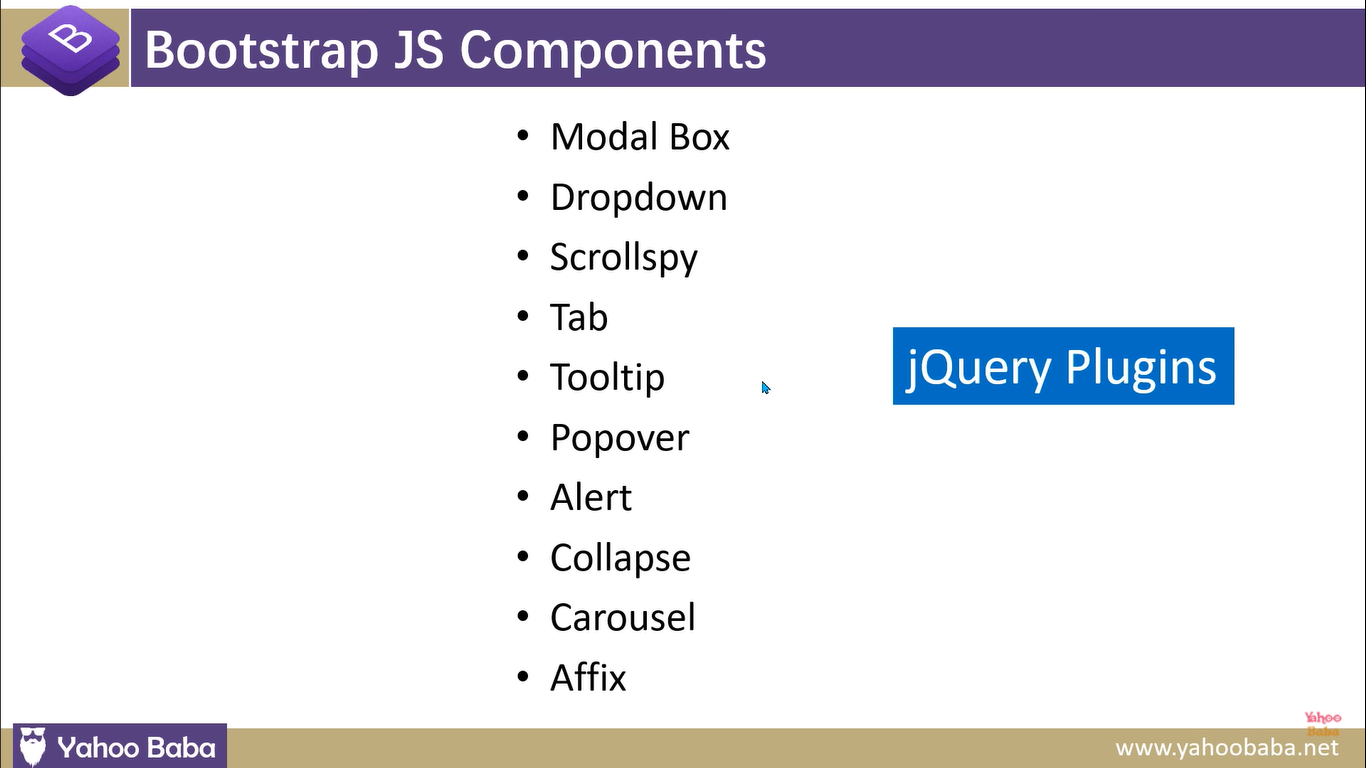 B
Bootstrap JS Components
• Modal Box
• Dropdown
• Scrollspy
• Tab
• Tooltip
• Popover
• Alert
• Collapse
• Carousel
• Affix
jQuery Plugins
Yahoo Baba
Yahoo
Baba
www.yahoobaba.net